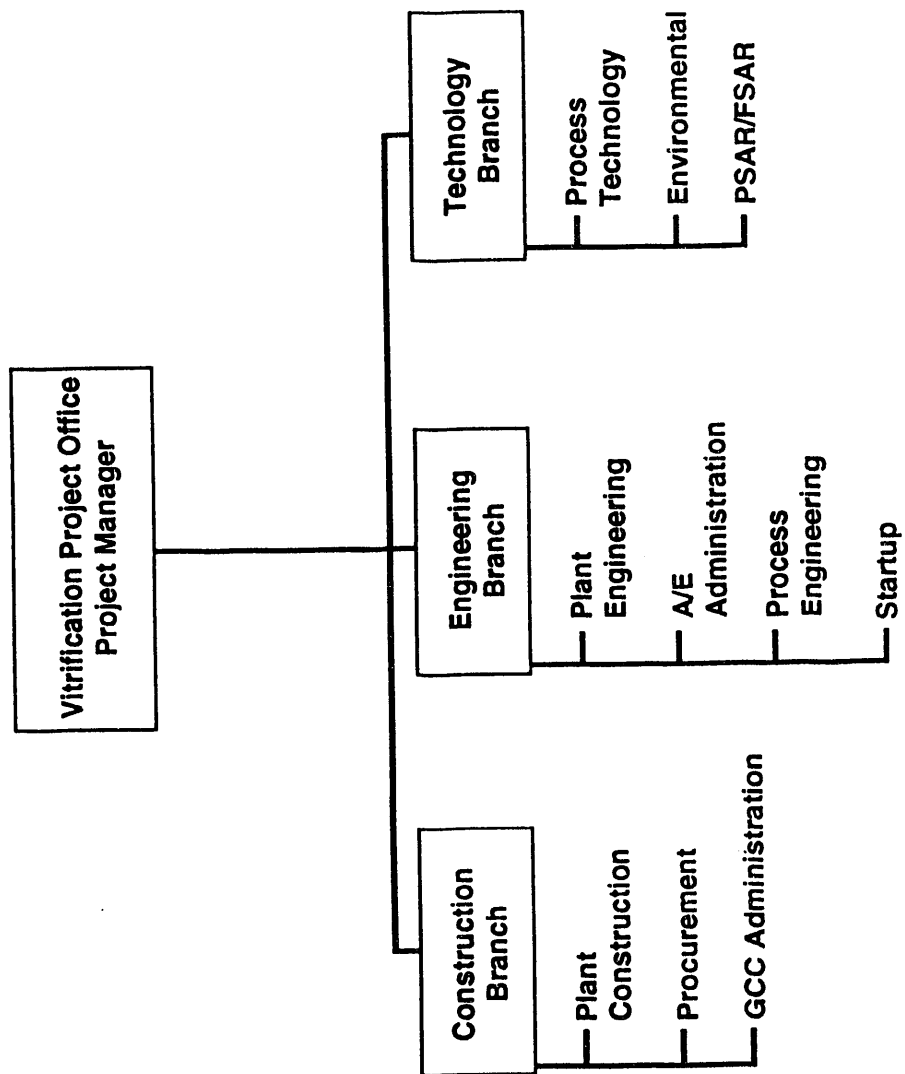 Vitrification Project Office
Project Manager
Construction
Branch
Plant
Construction
Procurement
GCC Administration
Engineering
Branch
Plant
Engineering
A/E
Administration
Process
Engineering
Startup
Technology
Branch
Process
Technology
Environmental
PSAR/FSAR